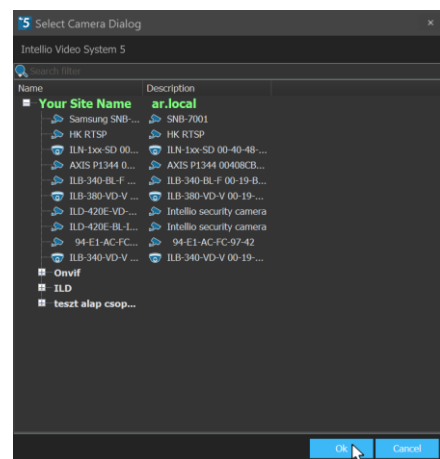 5 Select Camera Dialog ×
Intellio Video System 5
Search filter
Name Description
Your Site Name ar.local
Samsung SNB-... SNB-7001
HK RTSP HK RTSP
ILN-1xx-SD 00... ILN-1xx-SD 00-40-48-...
AXIS P1344 0... AXIS P1344 00408CB...
ILB-340-BL-F ... ILB-340-BL-F 00-19-B...
ILB-380-VD-V ... ILB-380-VD-V 00-19-...
ILD-420E-VD-... Intellio security camera
ILD-420E-BL-I... Intellio security camera
94-E1-AC-FC... 94-E1-AC-FC-97-42
ILB-340-VD-V ... ILB-340-VD-V 00-19-...
Onvif
ILD
teszt alap csop...
Ok Cancel